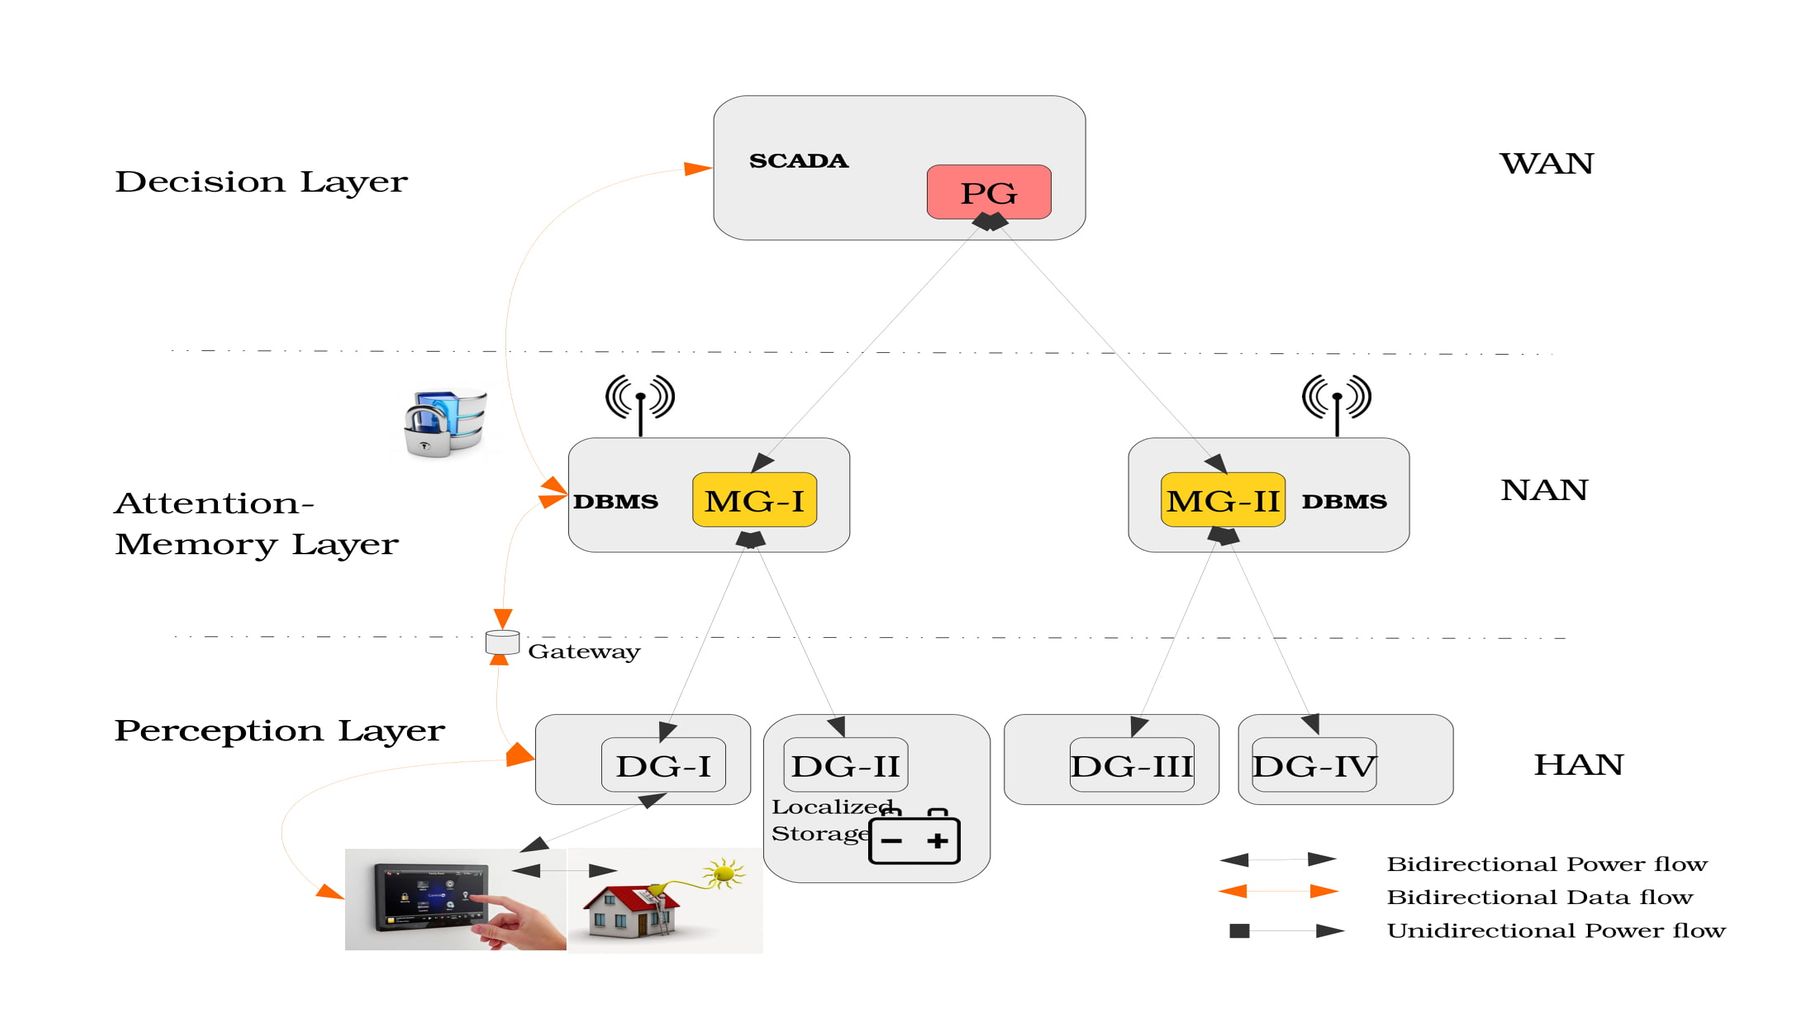 SCADA
WAN
Decision Layer
PG
NAN
Attention-
Memory Layer
DBMS
MG-I
MG-II
DBMS
Gateway
Perception Layer
DG-I
DG-II
DG-III
DG-IV
HAN
Localized
Storage
Bidirectional Power flow
Bidirectional Data flow
Unidirectional Power flow